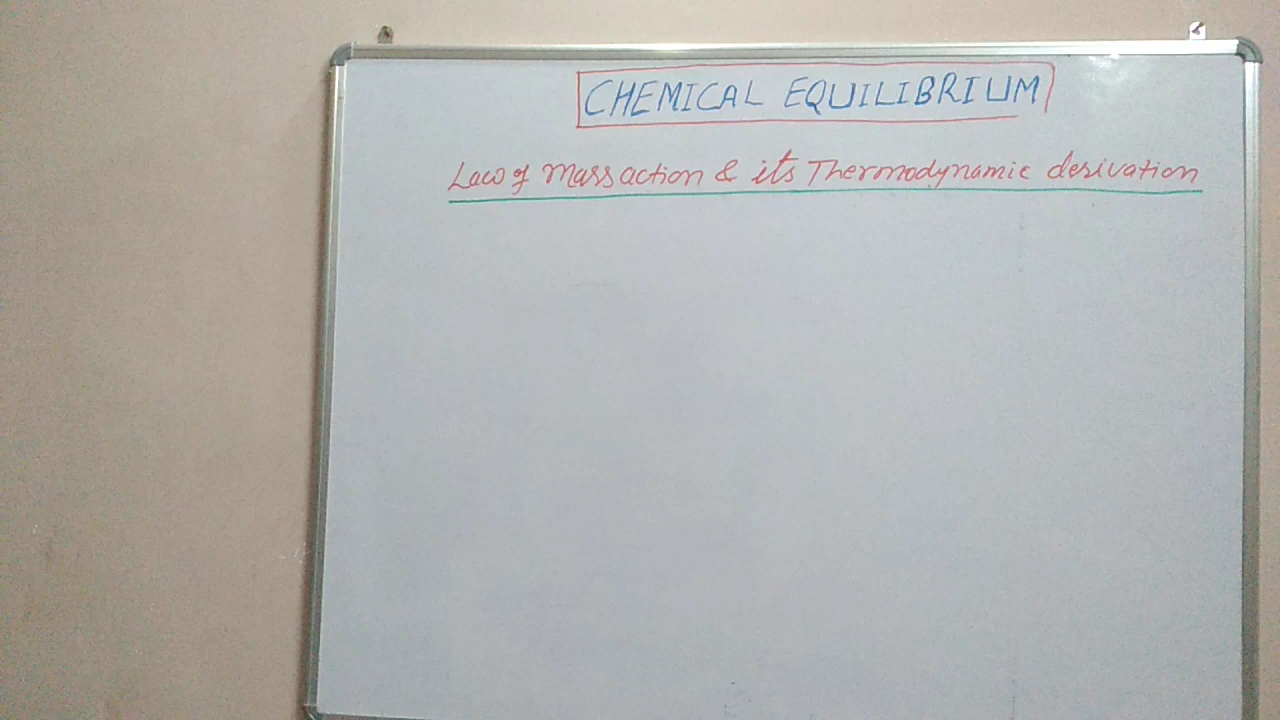 CHEMICAL EQUILIBRIUM
Law of Mass action & its Thermodynamic derivation